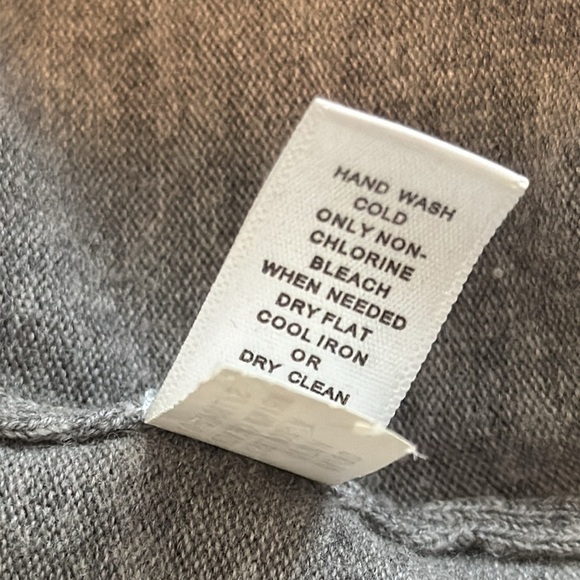 HAND WASH
COLD
ONLY NON-
CHLORINE
BLEACH
WHEN NEEDED
DRY FLAT
COOL IRON
OR
DRY CLEAN